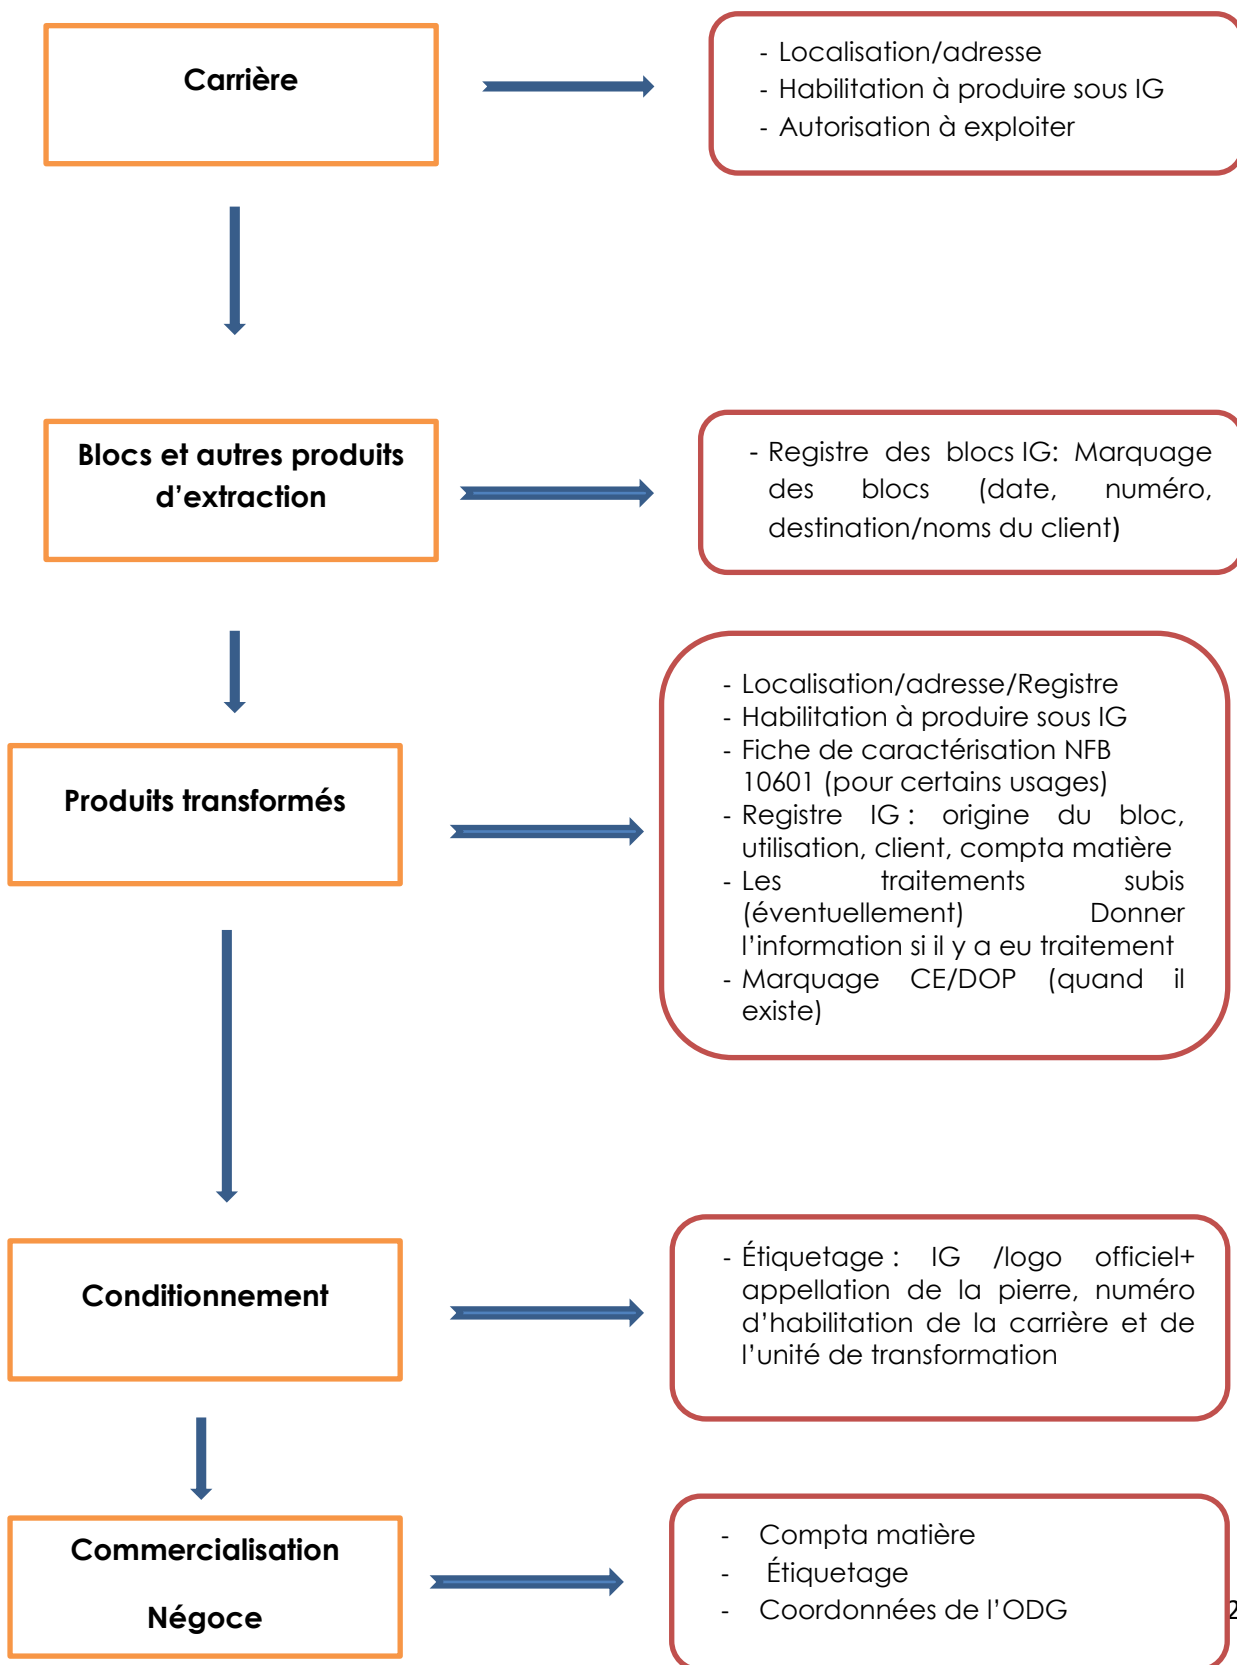 Carrière
- Localisation/adresse
- Habilitation à produire sous IG
- Autorisation à exploiter
Blocs et autres produits
d’extraction
- Registre des blocs IG: Marquage
des blocs (date, numéro,
destination/noms du client)
Produits transformés
- Localisation/adresse/Registre
- Habilitation à produire sous IG
- Fiche de caractérisation NFB
10601 (pour certains usages)
- Registre IG : origine du bloc,
utilisation, client, compta matière
- Les traitements subis
(éventuellement) Donner
l’information si il y a eu traitement
- Marquage CE/DOP (quand il
existe)
Conditionnement
- Étiquetage : IG /logo officiel+
appellation de la pierre, numéro
d’habilitation de la carrière et de
l’unité de transformation
Commercialisation
Négoce
- Compta matière
- Étiquetage
- Coordonnées de l’ODG
2